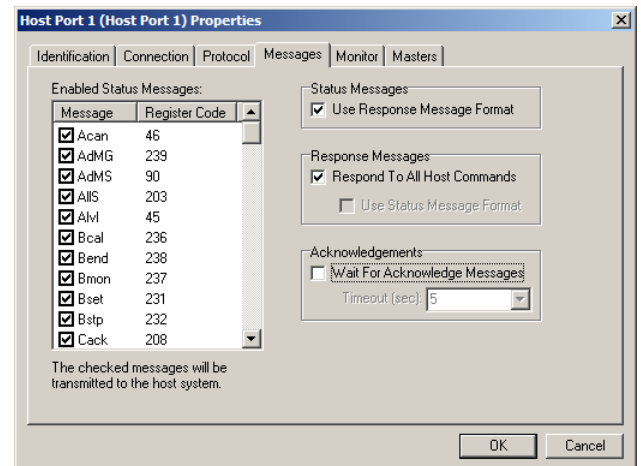 Host Port 1 (Host Port 1) Properties
Identification Connection Protocol Messages Monitor Masters
Enabled Status Messages:
Message Register Code
Acan 46
AdMG 239
AdMS 90
AllS 203
Alvl 45
Bcal 236
Bend 238
Bmon 237
Bset 231
Bstp 232
Cack 208
The checked messages will be
transmitted to the host system.
Status Messages
Use Response Message Format
Response Messages
Respond To All Host Commands
Use Status Message Format
Acknowledgements
Wait For Acknowledge Messages
Timeout (sec): 5
OK Cancel